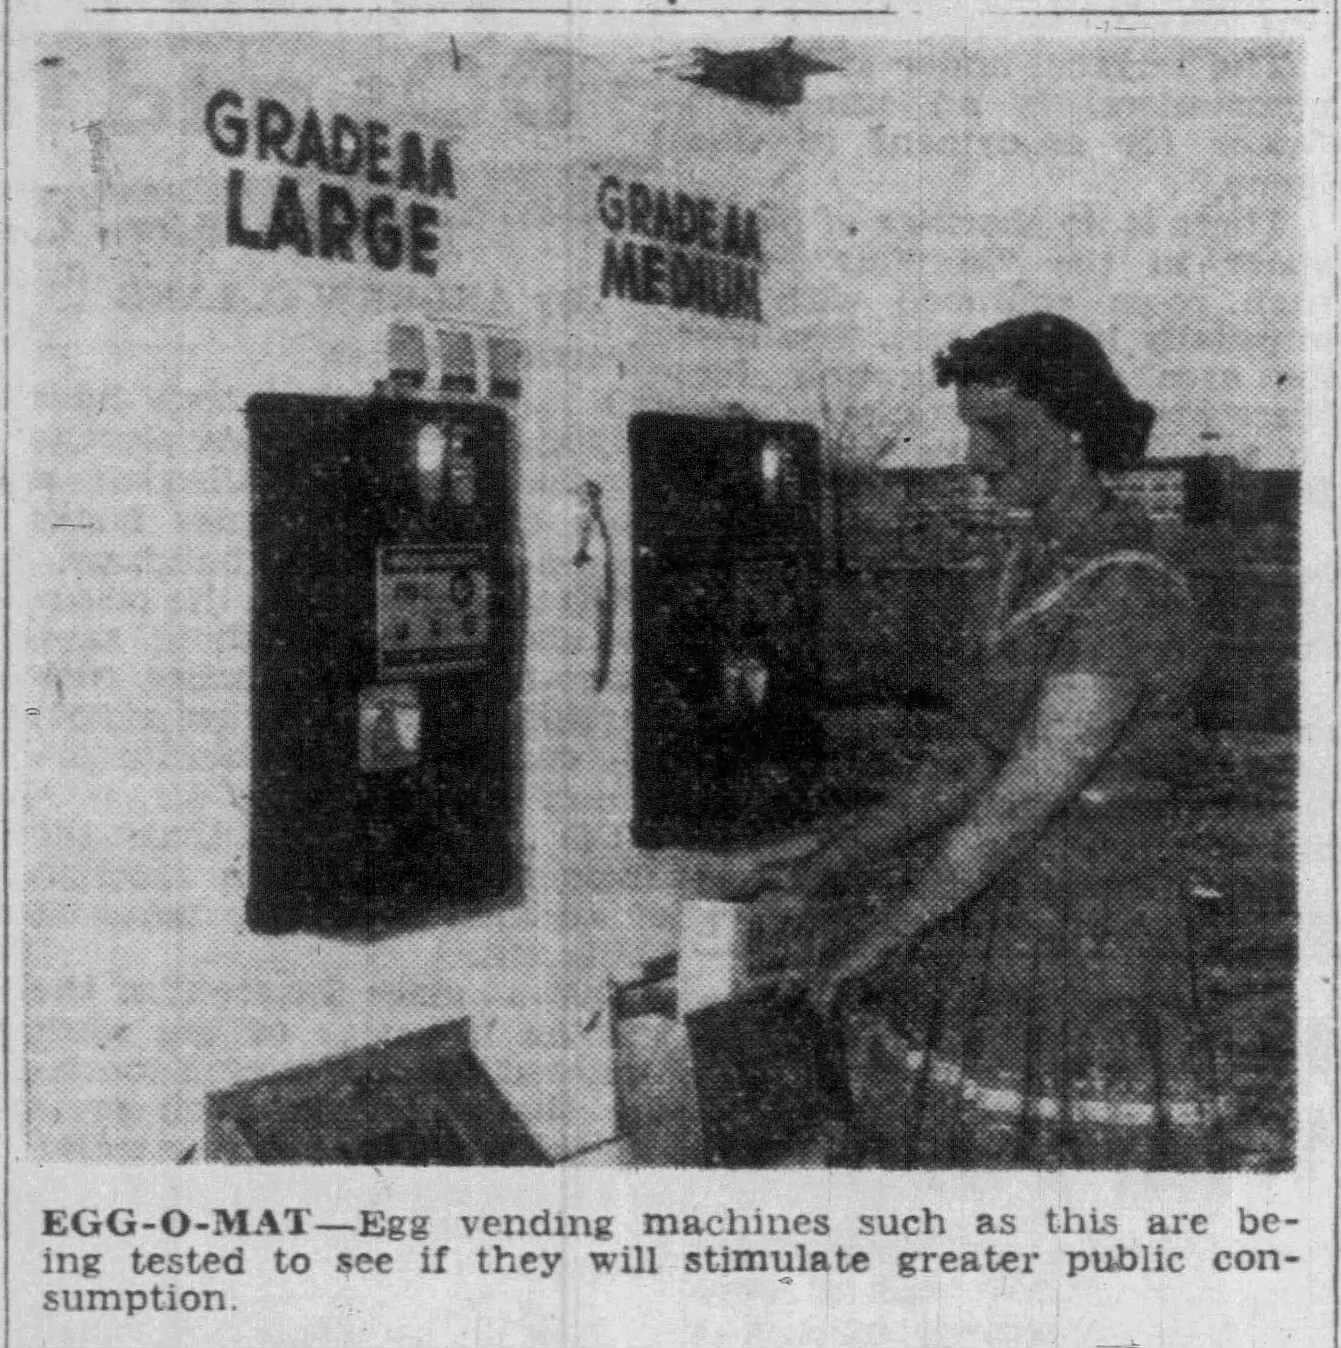 GRADE AA
LARGE
GRADE AA
MEDIUM
EGG-O-MAT—Egg vending machines such as this are be-
ing tested to see if they will stimulate greater public con-
sumption.